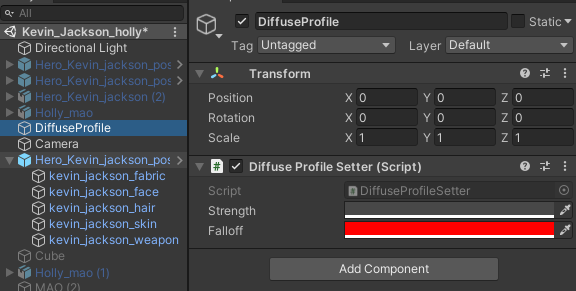 All
Kevin_Jackson_holly*
Directional Light
Hero_Kevin_jackson_pos
Hero_Kevin_jackson_pos
Hero_Kevin_jackson (2)
Holly_mao
DiffuseProfile
Camera
Hero_Kevin_jackson_pos
kevin_jackson_fabric
kevin_jackson_face
kevin_jackson_hair
kevin_jackson_skin
kevin_jackson_weapon
Cube
Holly_mao (1)
MAO (2)
DiffuseProfile
Static
Tag Untagged
Layer Default
Transform
Position X 0 Y 0 Z 0
Rotation X 0 Y 0 Z 0
Scale X 1 Y 1 Z 1
# Diffuse Profile Setter (Script)
Script DiffuseProfileSetter
Strength
Falloff
Add Component